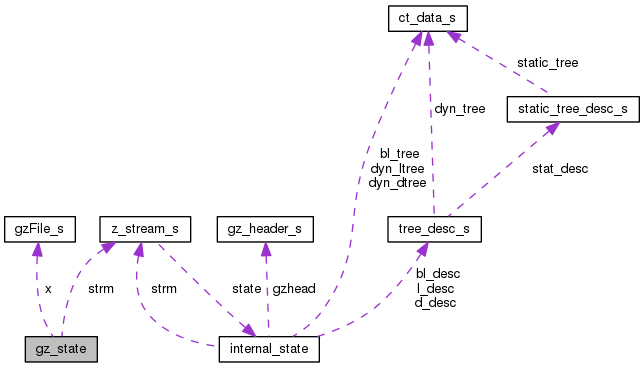 ct_data_s
static_tree
static_tree_desc_s
dyn_tree
bl_tree
dyn_ltree
dyn_dtree
stat_desc
gzFile_s
z_stream_s
gz_header_s
tree_desc_s
x
strm
strm
state
gzhead
bl_desc
l_desc
d_desc
gz_state
internal_state